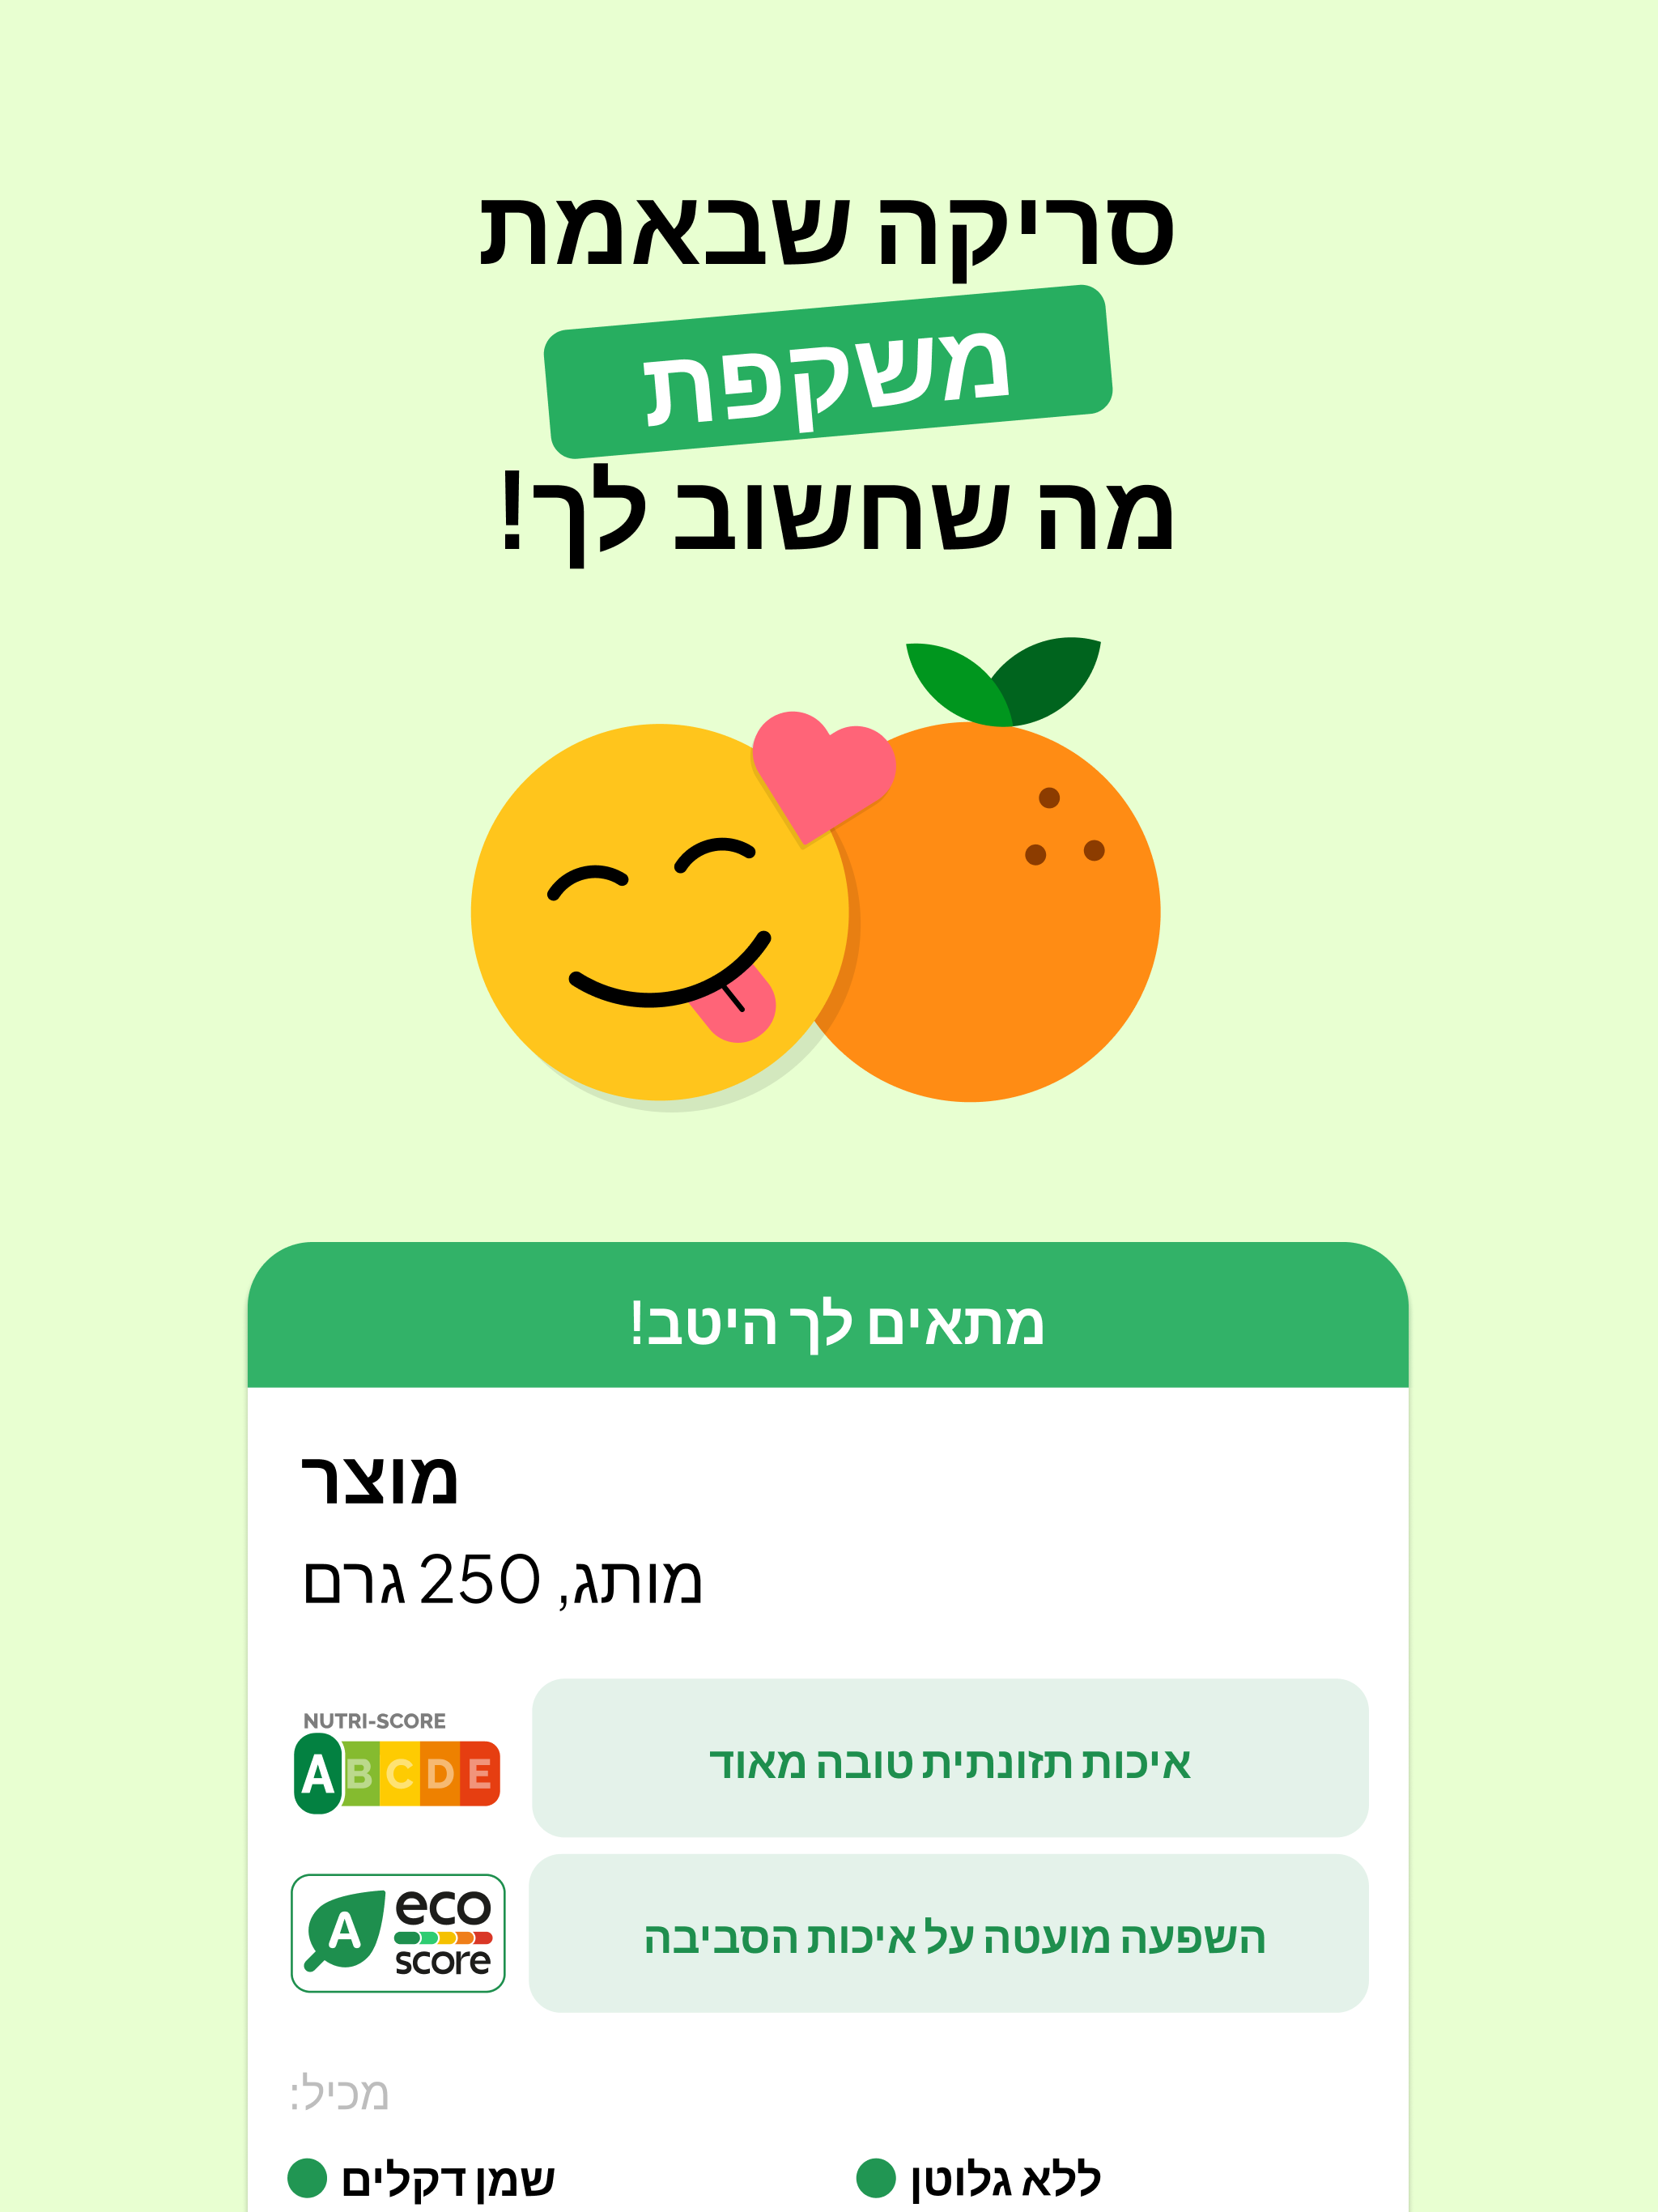 סריקה שבאמת
משקפת
מה שחשוב לך!
מתאים לך היטב!
מוצר
מותג, 250 גרם
NUTRI-SCORE
A B C D E
איכות תזונתית טובה מאוד
A
eco
score
השפעה מועטה על איכות הסביבה
מכיל:
שמן דקלים
ללא גלוטן